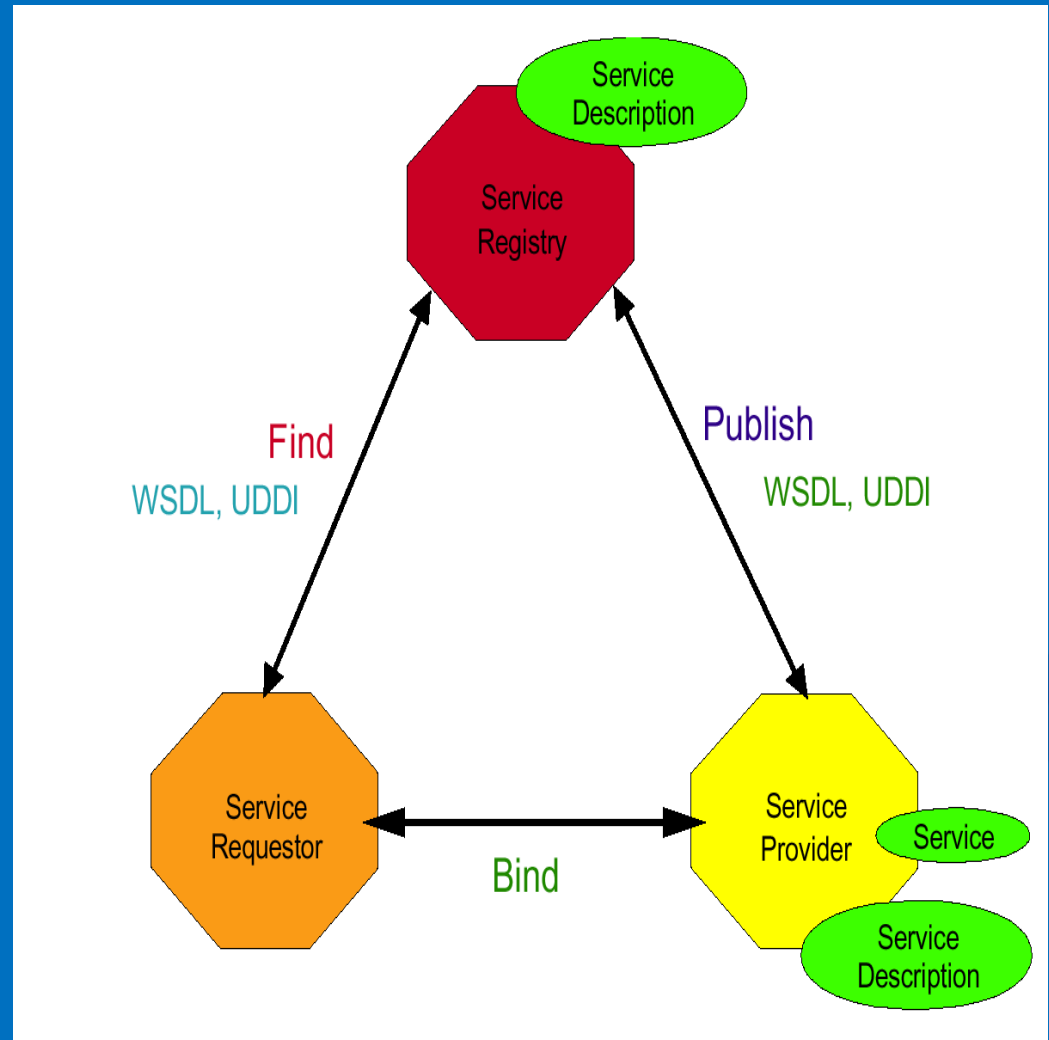 Service
Description
Service
Registry
Find
WSDL, UDDI
Publish
WSDL, UDDI
Service
Requestor
Bind
Service
Provider
Service
Service
Description